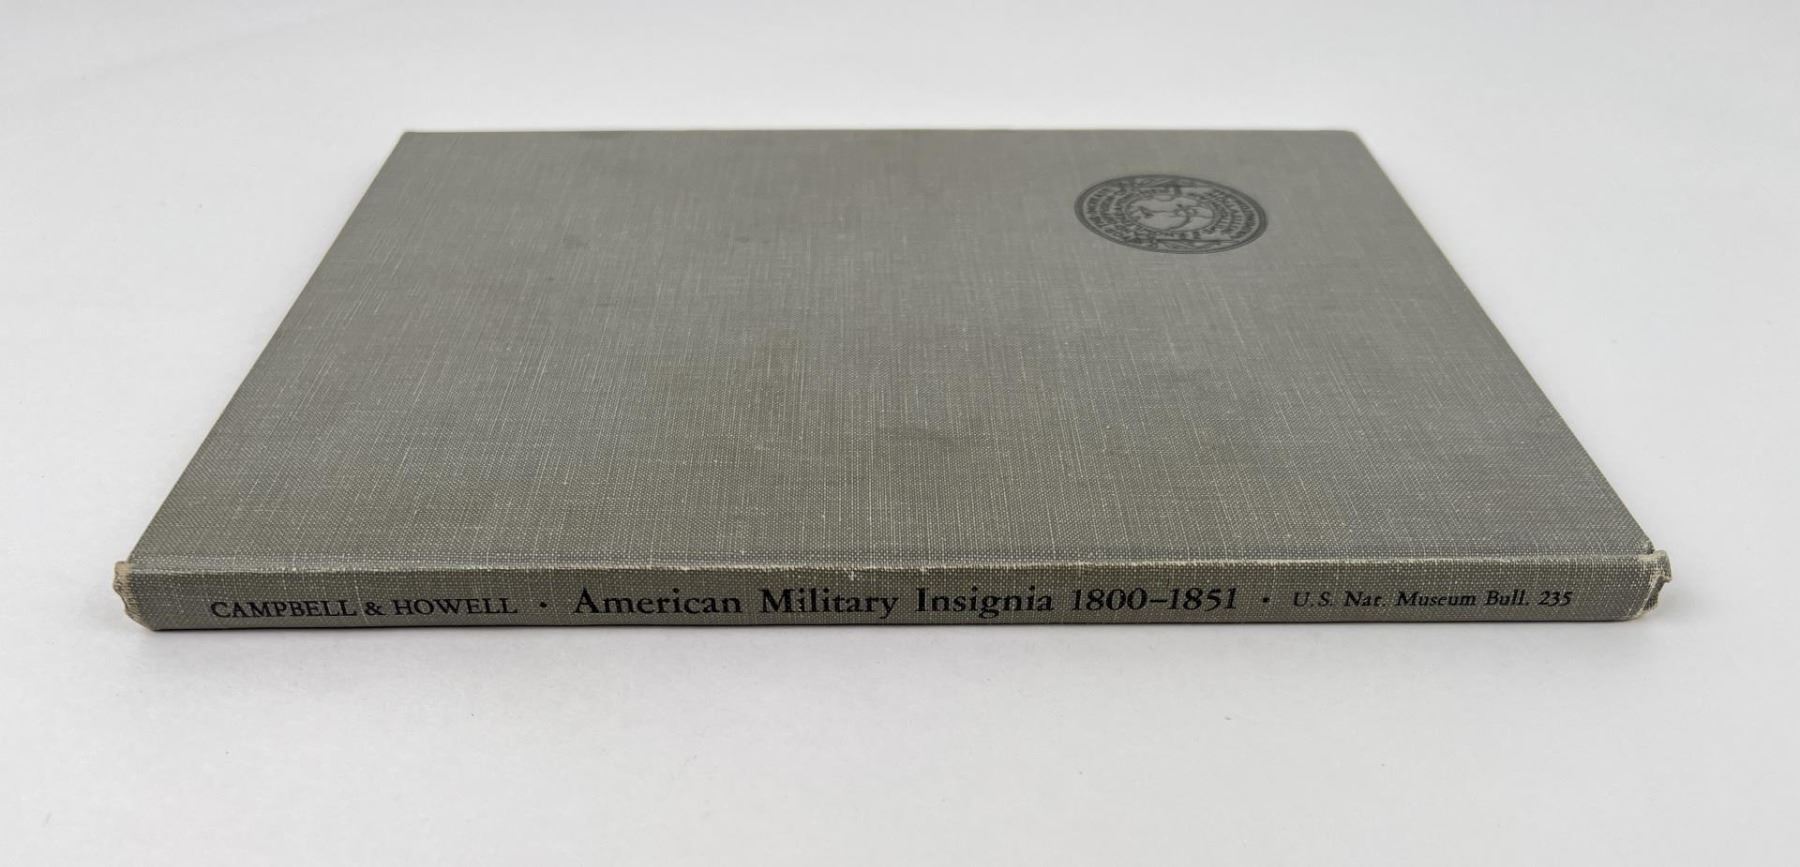 CAMPBELL & HOWELL · American Military Insignia 1800–1851 · U.S. Nat. Museum Bull. 235